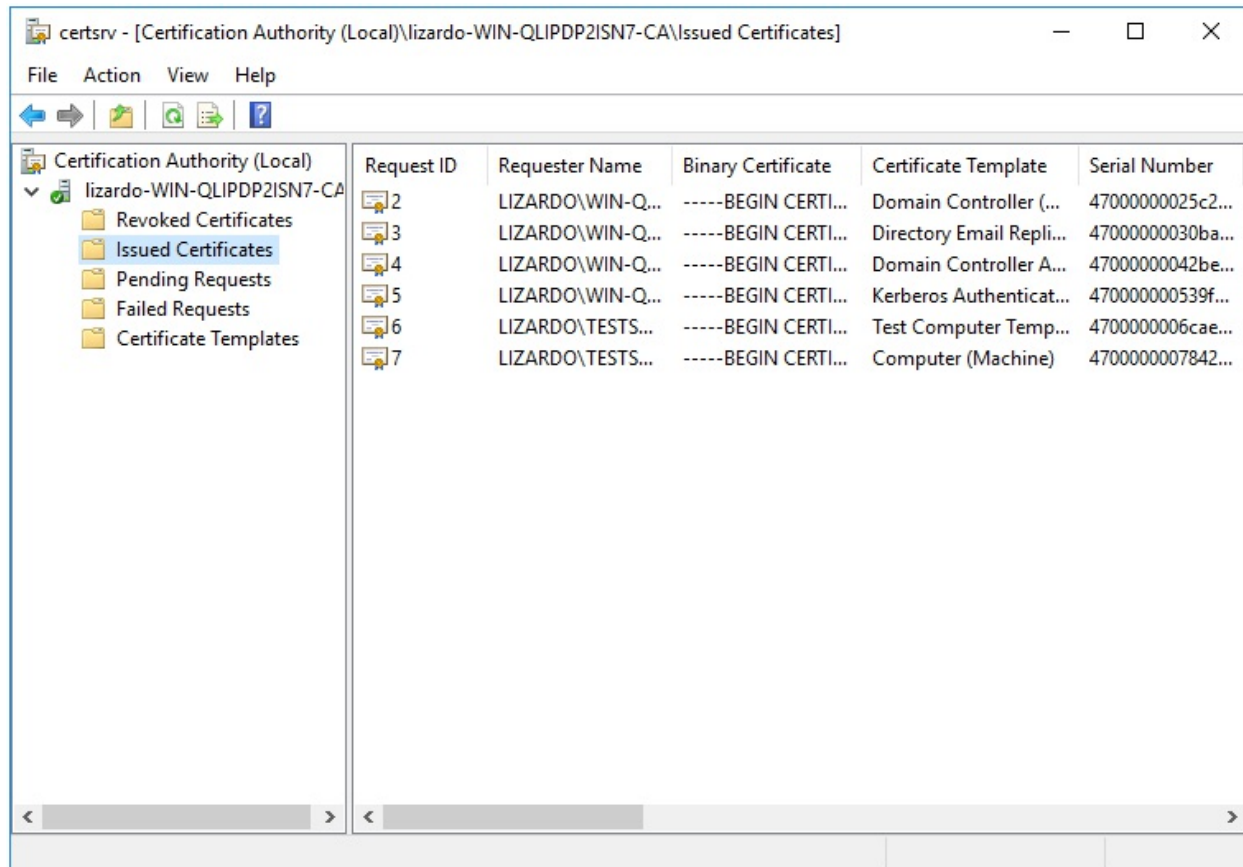 certsrv - [Certification Authority (Local)\lizardo-WIN-QLIPDP2ISN7-CA\Issued Certificates]
File Action View Help
Certification Authority (Local)
lizardo-WIN-QLIPDP2ISN7-CA
Revoked Certificates
Issued Certificates
Pending Requests
Failed Requests
Certificate Templates
Request ID Requester Name Binary Certificate Certificate Template Serial Number
2 LIZARDO\WIN-Q... -----BEGIN CERTI... Domain Controller (... 47000000025c2...
3 LIZARDO\WIN-Q... -----BEGIN CERTI... Directory Email Repli... 47000000030ba...
4 LIZARDO\WIN-Q... -----BEGIN CERTI... Domain Controller A... 47000000042be...
5 LIZARDO\WIN-Q... -----BEGIN CERTI... Kerberos Authenticat... 470000000539f...
6 LIZARDO\TESTS... -----BEGIN CERTI... Test Computer Temp... 4700000006cae...
7 LIZARDO\TESTS... -----BEGIN CERTI... Computer (Machine) 4700000007842...